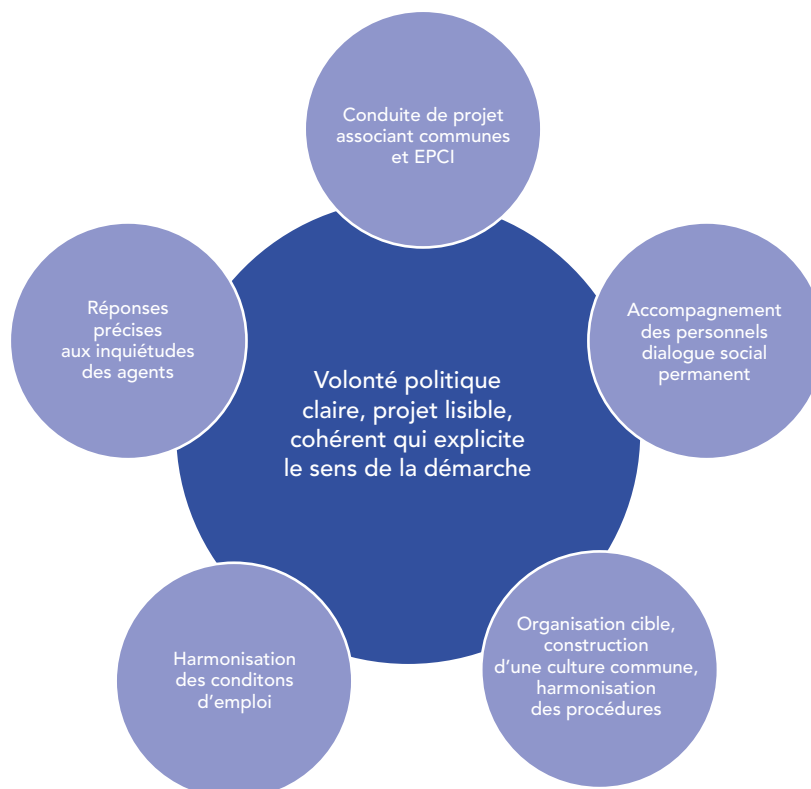 Conduite de projet
associant communes
et EPCI
Accompagnement
des personnels
dialogue social
permanent
Organisation cible,
construction
d'une culture commune,
harmonisation
des procédures
Harmonisation
des conditons
d'emploi
Réponses
précises
aux inquiétudes
des agents
Volonté politique
claire, projet lisible,
cohérent qui explicite
le sens de la démarche